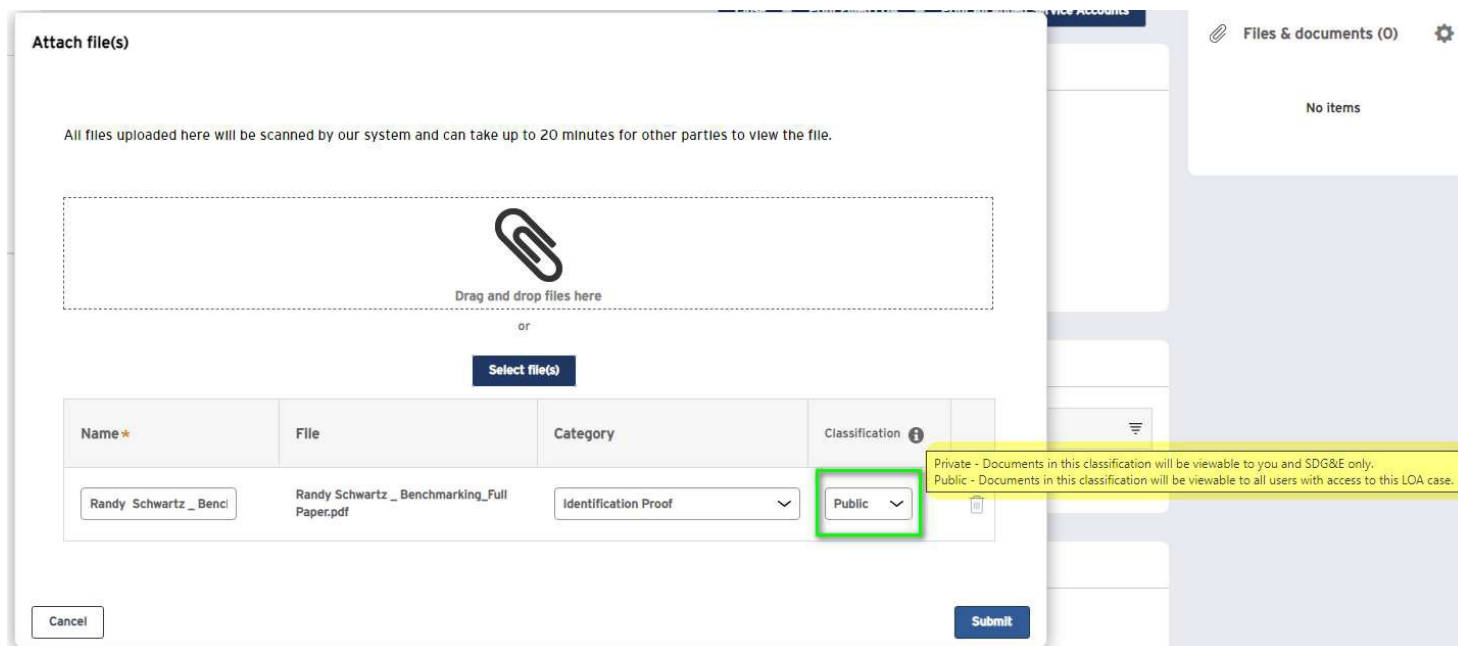 Service Accounts
Attach file(s)
Files & documents (0)
No items
All files uploaded here will be scanned by our system and can take up to 20 minutes for other parties to view the file.
Drag and drop files here
or
Select file(s)
Name*
File
Category
Classification
Private - Documents in this classification will be viewable to you and SDG&E only.
Public - Documents in this classification will be viewable to all users with access to this LOA case.
Randy Schwartz _ Bencl
Randy Schwartz _ Benchmarking_Full
Paper.pdf
Identification Proof
Public
Cancel
Submit